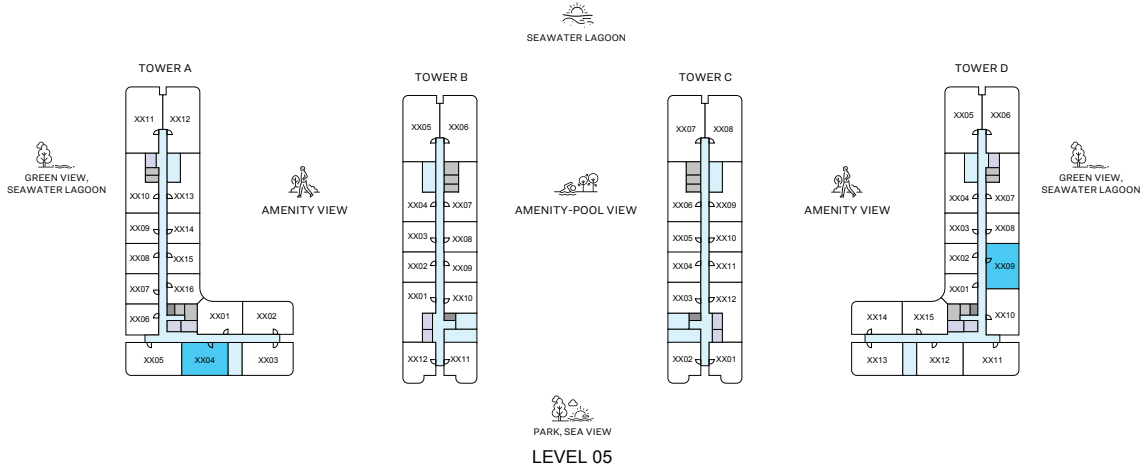 SEAWATER LAGOON
TOWER A
TOWER B
TOWER C
TOWER D
XX11 XX12
XX05 XX06
XX07 XX08
XX05 XX06
GREEN VIEW,
SEAWATER LAGOON
GREEN VIEW,
SEAWATER LAGOON
XX10 XX13
XX04 XX07
XX06 XX09
XX04 XX07
AMENITY VIEW
AMENITY-POOL VIEW
AMENITY VIEW
XX09 XX14
XX03 XX08
XX05 XX10
XX03 XX08
XX08 XX15
XX02 XX09
XX04 XX11
XX02 XX09
XX07 XX16
XX01 XX10
XX03 XX12
XX01
XX06 XX01 XX02
XX14 XX15 XX10
XX05 XX04 XX03
XX12 XX11
XX02 XX01
XX13 XX12 XX11
PARK, SEA VIEW
LEVEL 05